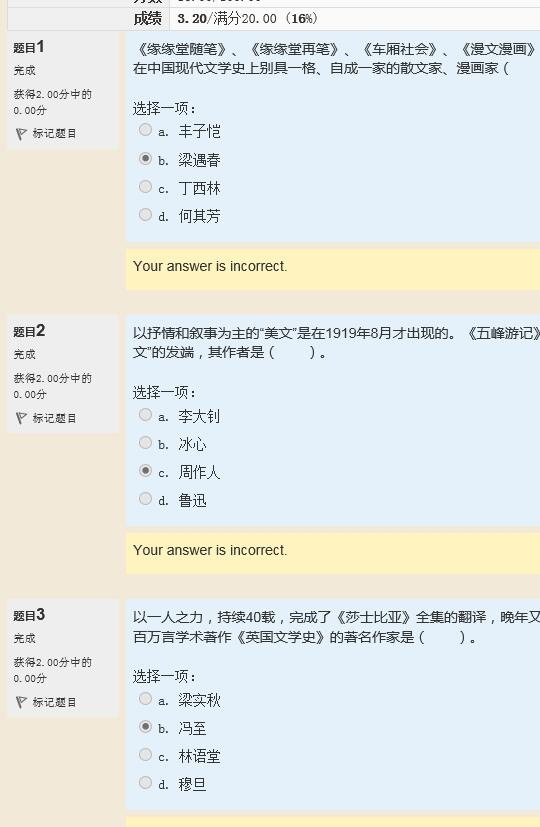 成绩 3.20/满分20.00 (16%)
题目1
完成
获得2.00分中的
0.00分
标记题目
《缘缘堂随笔》、《缘缘堂再笔》、《车厢社会》、《漫文漫画》
在中国现代文学史上别具一格、自成一家的散文家、漫画家（
选择一项：
a. 丰子恺
b. 梁遇春
c. 丁西林
d. 何其芳
Your answer is incorrect.
题目2
完成
获得2.00分中的
0.00分
标记题目
以抒情和叙事为主的“美文”是在1919年8月才出现的。《五峰游记》
文”的发端，其作者是（ ）。
选择一项：
a. 李大钊
b. 冰心
c. 周作人
d. 鲁迅
Your answer is incorrect.
题目3
完成
获得2.00分中的
0.00分
标记题目
以一人之力，持续40载，完成了《莎士比亚》全集的翻译，晚年又
百万言学术著作《英国文学史》的著名作家是（ ）。
选择一项：
a. 梁实秋
b. 冯至
c. 林语堂
d. 穆旦